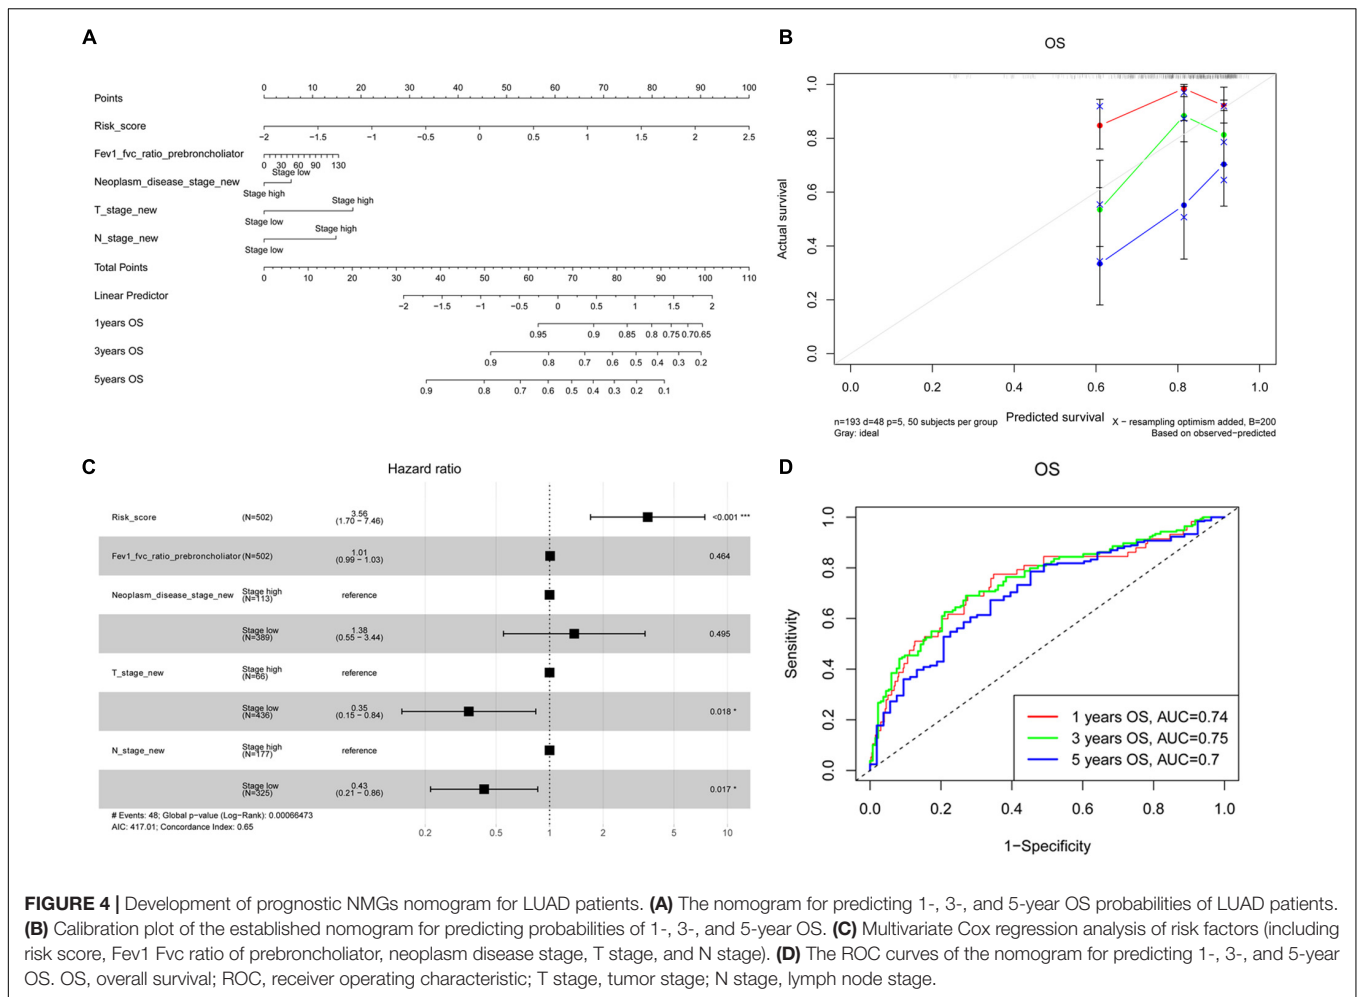 A
Points
0 10 20 30 40 50 60 70 80 90 100
Risk_score
−2 −1.5 −1 −0.5 0 0.5 1 1.5 2 2.5
Fev1_fvc_ratio_prebroncholiator
0 30 60 90 130
Stage low
Neoplasm_disease_stage_new
Stage high
Stage high
T_stage_new
Stage low
Stage high
N_stage_new
Stage low
Total Points
0 10 20 30 40 50 60 70 80 90 100 110
Linear Predictor
−2 −1.5 −1 −0.5 0 0.5 1 1.5 2
1years OS
0.95 0.9 0.85 0.8 0.75 0.70 0.65
3years OS
0.9 0.8 0.7 0.6 0.5 0.4 0.3 0.2
5years OS
0.9 0.8 0.7 0.6 0.5 0.4 0.3 0.2 0.1
B
OS
Actual survival
1.0
0.8
0.6
0.4
0.2
0.0
0.0 0.2 0.4 0.6 0.8 1.0
Predicted survival
n=193 d=48 p=5, 50 subjects per group
Gray: ideal
X − resampling optimism added, B=200
Based on observed−predicted
C
Hazard ratio
Risk_score (N=502) 3.56 (1.70 − 7.46) <0.001 ***
Fev1_fvc_ratio_prebroncholiator (N=502) 1.01 (0.99 − 1.03) 0.464
Neoplasm_disease_stage_new Stage high (N=113) reference
Stage low (N=389) 1.38 (0.55 − 3.44) 0.495
T_stage_new Stage high (N=66) reference
Stage low (N=436) 0.35 (0.15 − 0.84) 0.018 *
N_stage_new Stage high (N=177) reference
Stage low (N=325) 0.43 (0.21 − 0.86) 0.017 *
# Events: 48; Global p−value (Log−Rank): 0.00066473
AIC: 417.01; Concordance Index: 0.65
0.2 0.5 1 2 5 10
D
OS
Sensitivity
1.0
0.8
0.6
0.4
0.2
0.0
1 years OS, AUC=0.74
3 years OS, AUC=0.75
5 years OS, AUC=0.7
0.0 0.2 0.4 0.6 0.8 1.0
1−Specificity
FIGURE 4 | Development of prognostic NMGs nomogram for LUAD patients. (A) The nomogram for predicting 1-, 3-, and 5-year OS probabilities of LUAD patients.
(B) Calibration plot of the established nomogram for predicting probabilities of 1-, 3-, and 5-year OS. (C) Multivariate Cox regression analysis of risk factors (including
risk score, Fev1 Fvc ratio of prebroncholiator, neoplasm disease stage, T stage, and N stage). (D) The ROC curves of the nomogram for predicting 1-, 3-, and 5-year
OS. OS, overall survival; ROC, receiver operating characteristic; T stage, tumor stage; N stage, lymph node stage.